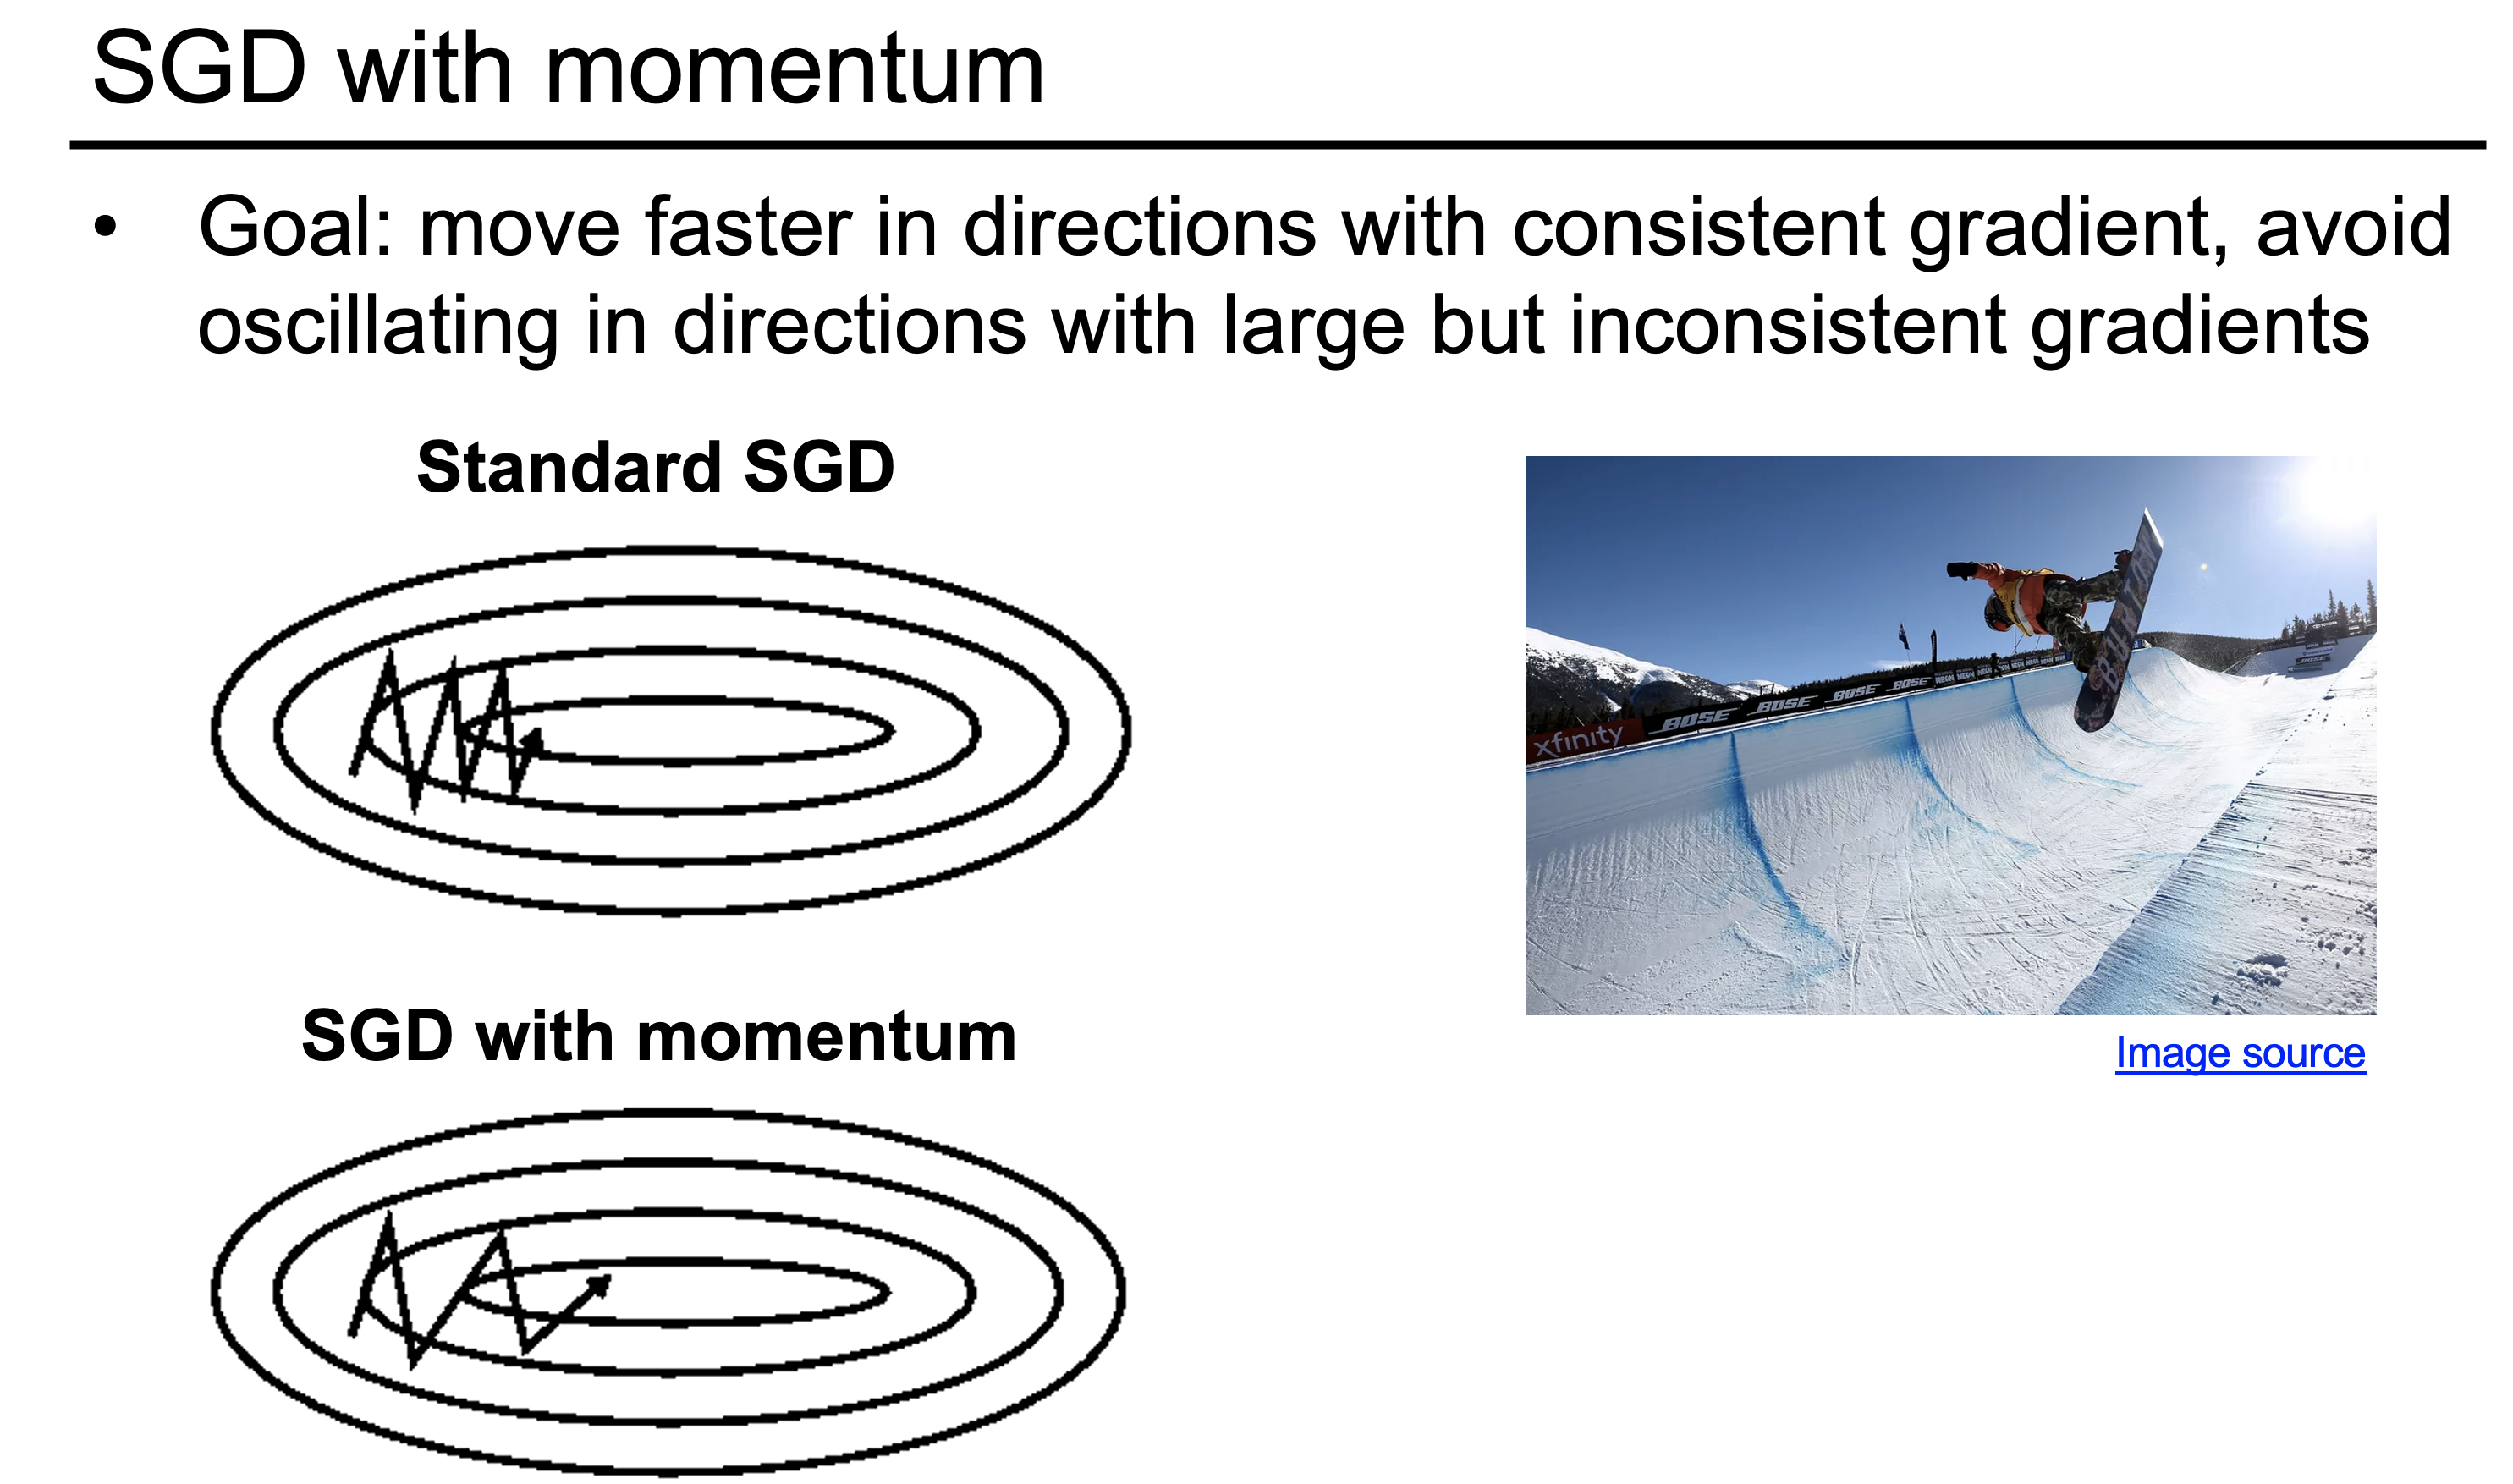 SGD with momentum
• Goal: move faster in directions with consistent gradient, avoid
oscillating in directions with large but inconsistent gradients
Standard SGD
xfinity
BOSE
BOSE
BOSE
BOSE
Image source
SGD with momentum